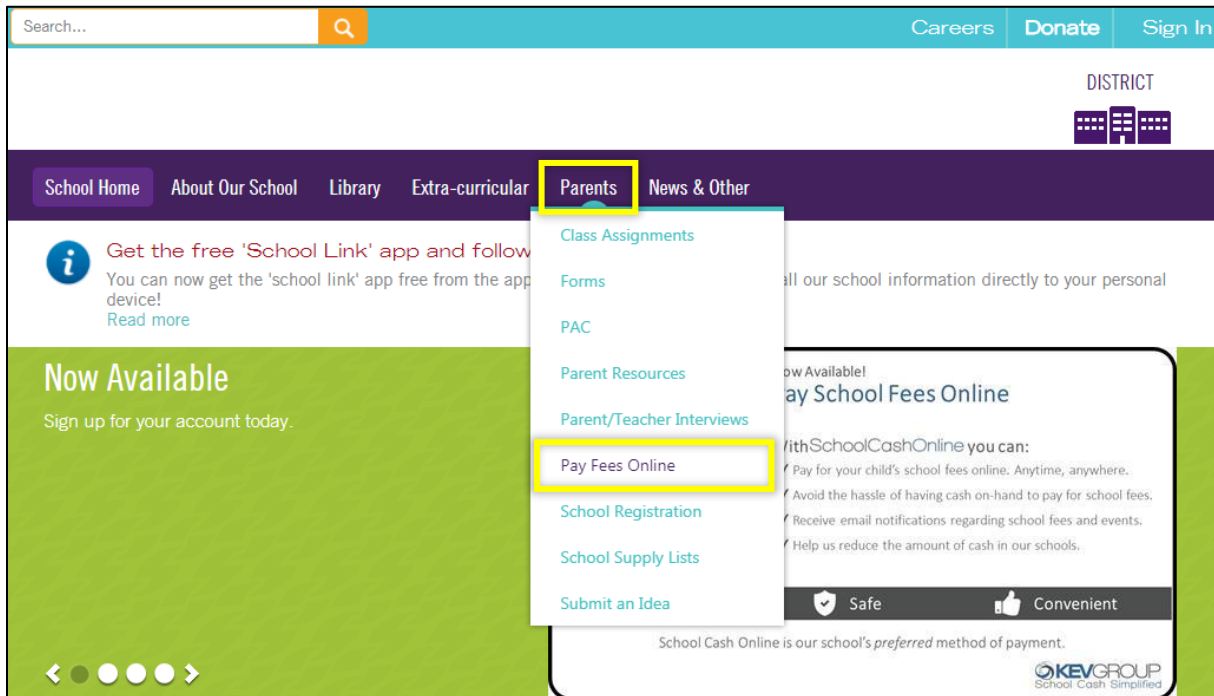 Search...
Careers
Donate
Sign In
DISTRICT
School Home
About Our School
Library
Extra-curricular
Parents
News & Other
Get the free 'School Link' app and follow
You can now get the 'school link' app free from the app
all our school information directly to your personal
device!
Read more
Class Assignments
Forms
PAC
Parent Resources
Parent/Teacher Interviews
Pay Fees Online
School Registration
School Supply Lists
Submit an Idea
Now Available
Sign up for your account today.
ow Available!
ay School Fees Online
ithSchoolCashOnline you can:
Pay for your child's school fees online. Anytime, anywhere.
Avoid the hassle of having cash on-hand to pay for school fees.
Receive email notifications regarding school fees and events.
Help us reduce the amount of cash in our schools.
Safe
Convenient
School Cash Online is our school's preferred method of payment.
KEVGROUP
School Cash Simplified